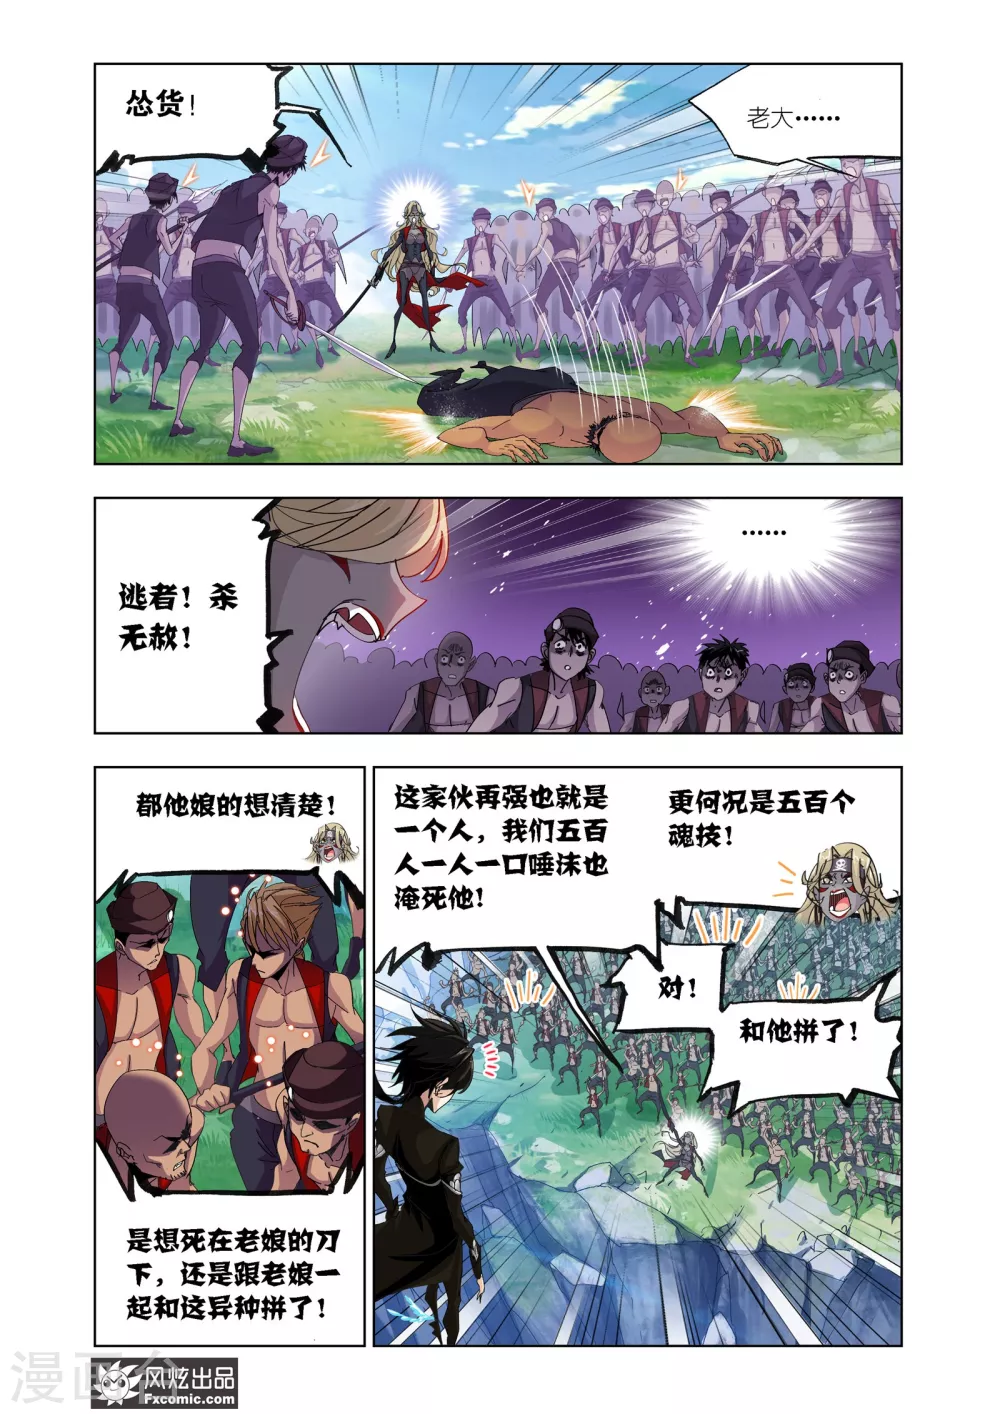 怂货！
老大……
……
逃者！杀
无赦！
都他娘的想清楚！
是想死在老娘的刀
下，还是跟老娘一
起和这异种拼了！
这家伙再强也就是
一个人，我们五百
人一人一口唾沫也
淹死他！
更何况是五百个
魂技！
对！
和他拼了！
漫画台
风炫出品
Fxcomic.com